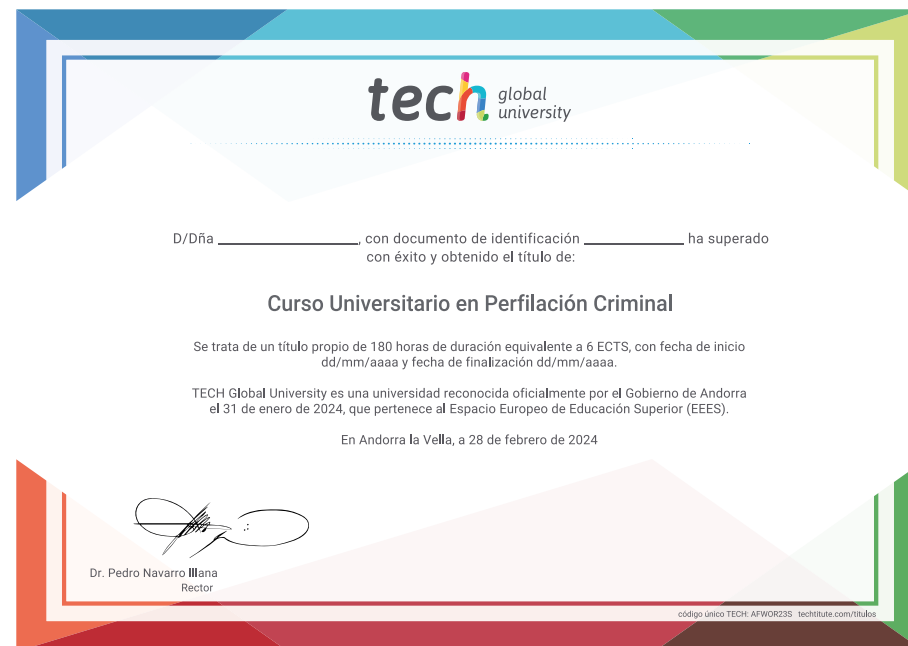 tech global university
D/Dña ____________________, con documento de identificación ______________ ha superado
con éxito y obtenido el título de:
Curso Universitario en Perfilación Criminal
Se trata de un título propio de 180 horas de duración equivalente a 6 ECTS, con fecha de inicio
dd/mm/aaaa y fecha de finalización dd/mm/aaaa.
TECH Global University es una universidad reconocida oficialmente por el Gobierno de Andorra
el 31 de enero de 2024, que pertenece al Espacio Europeo de Educación Superior (EEES).
En Andorra la Vella, a 28 de febrero de 2024
Dr. Pedro Navarro Illana
Rector
código único TECH: AFWOR23S techtitute.com/titulos